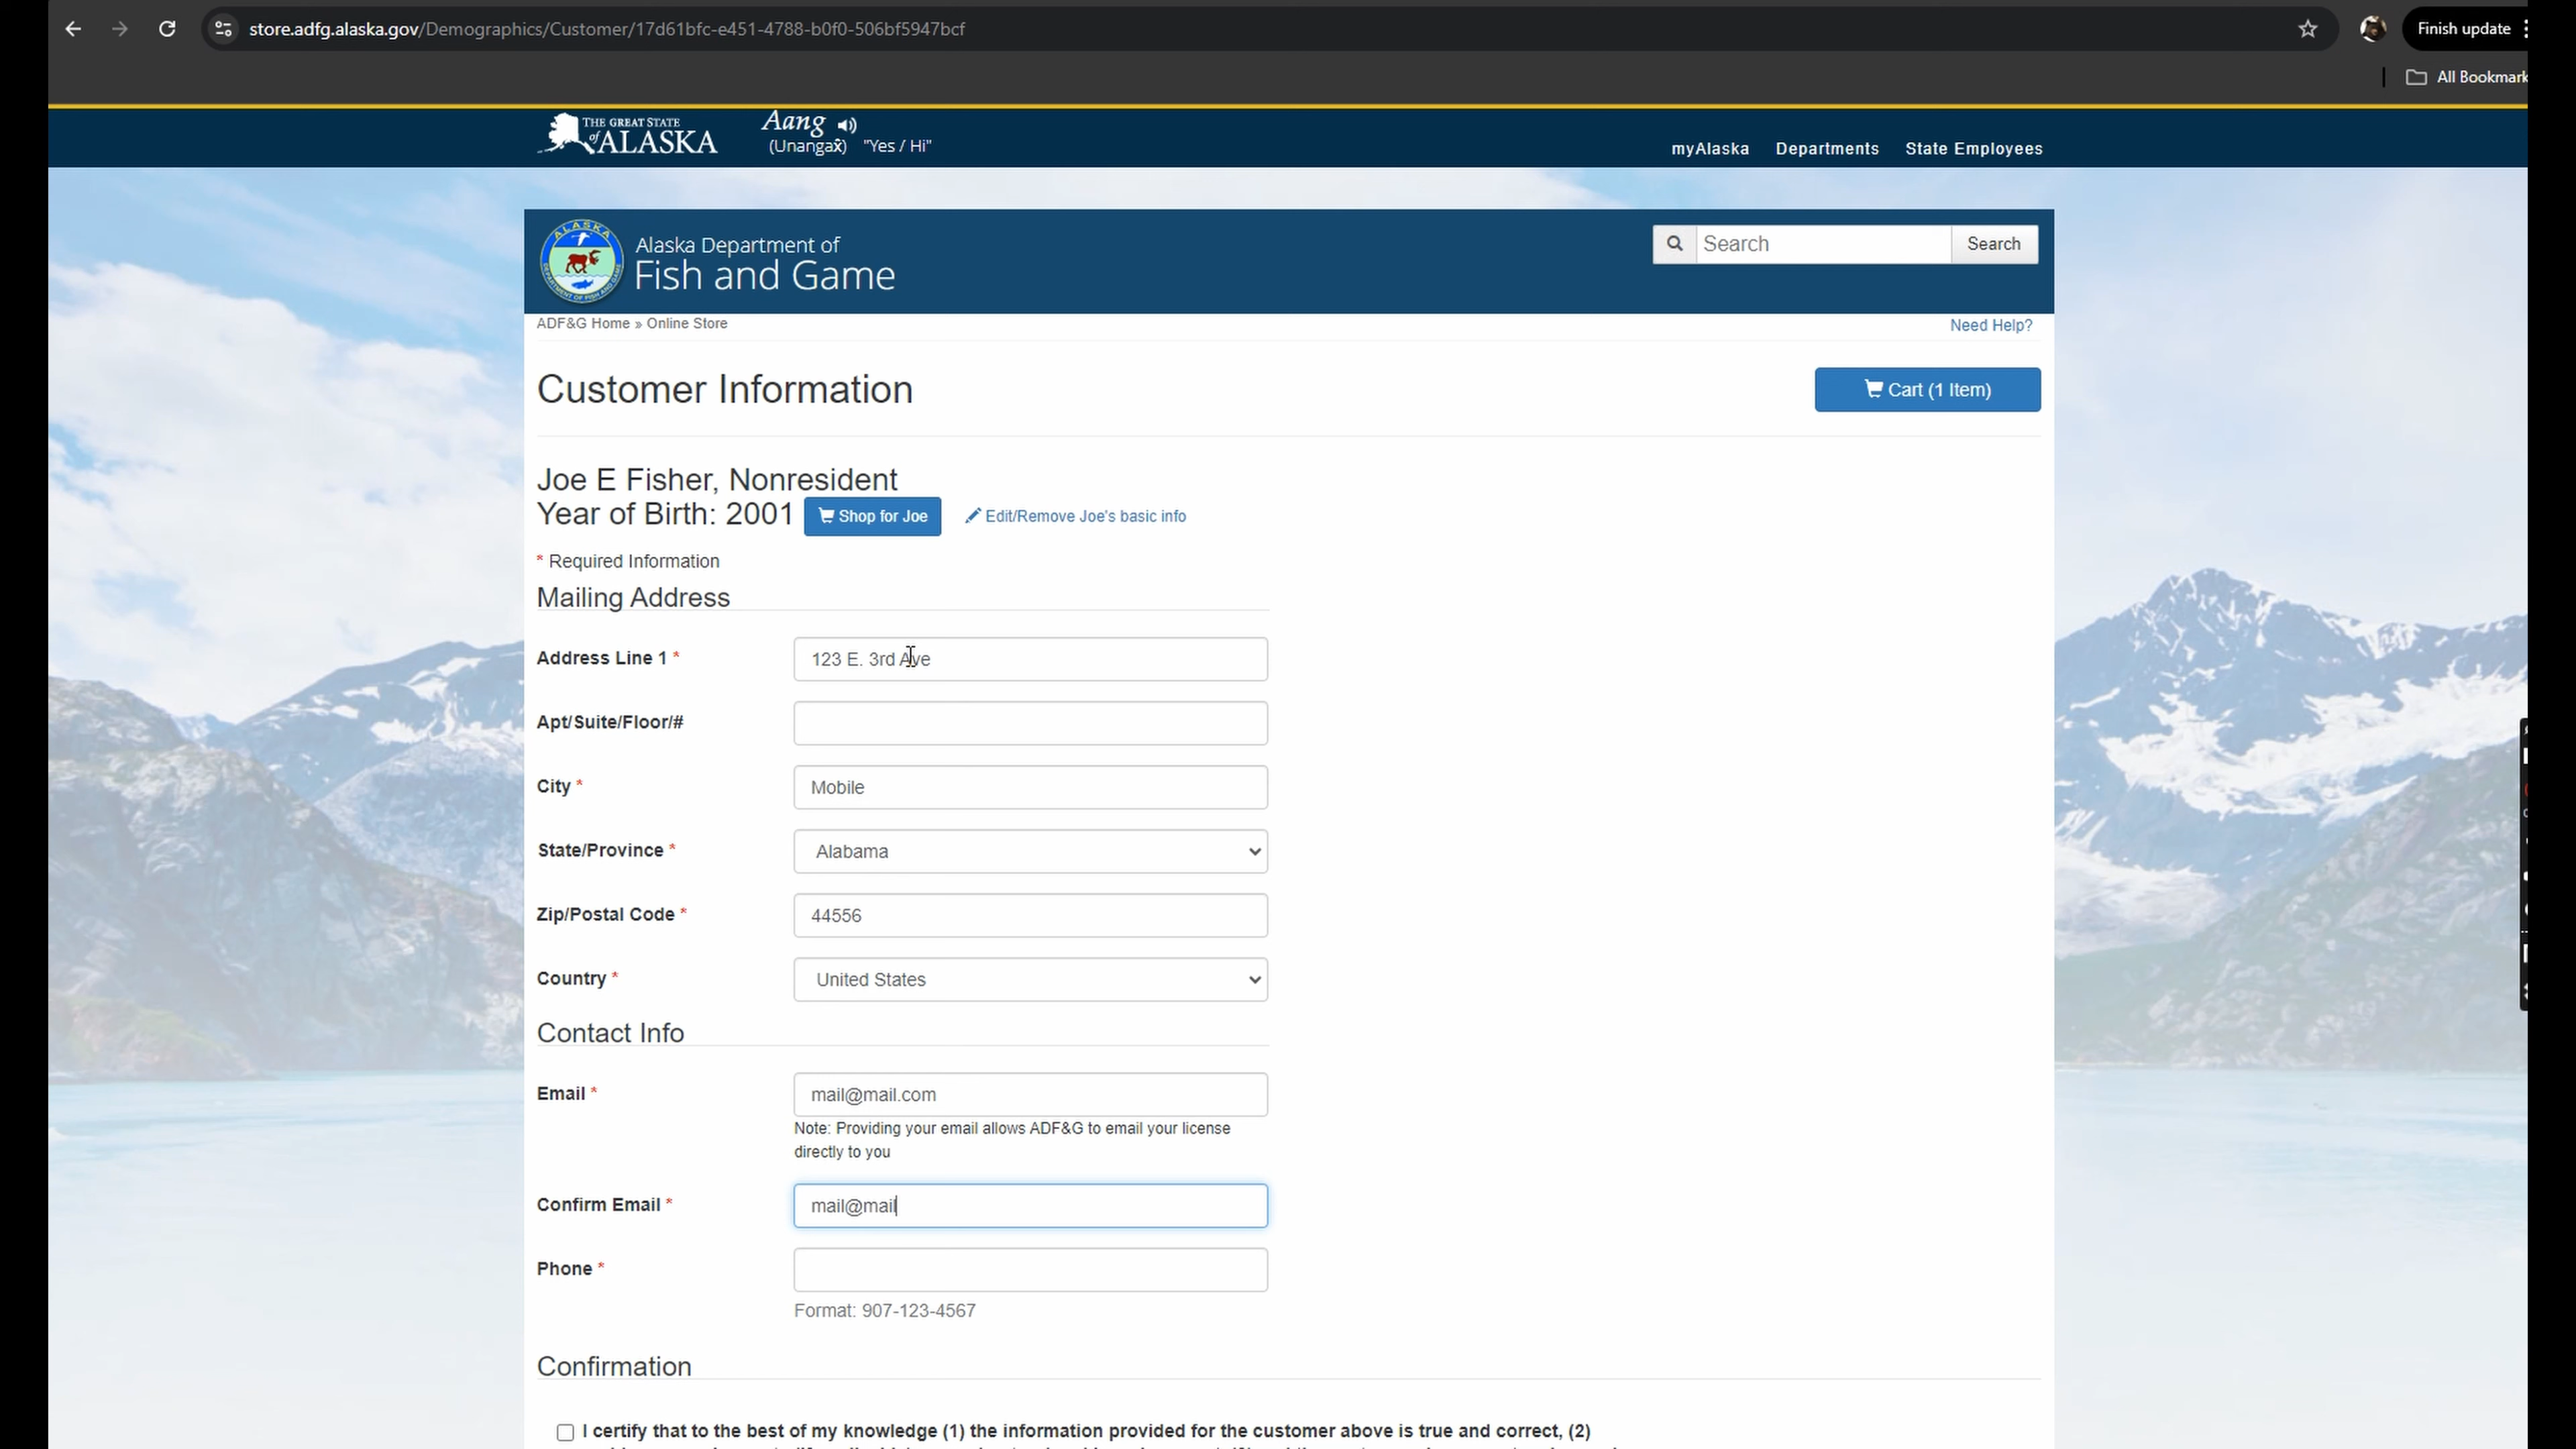 store.adfg.alaska.gov/Demographics/Customer/17d61bfc-e451-4788-b0f0-506bf5947bcf
Finish update
All Bookmark
THE GREAT STATE
of ALASKA
Aang
(Unangax̂) "Yes / Hi"
myAlaska Departments State Employees
ALASKA
DEPARTMENT OF FISH AND GAME
Alaska Department of
Fish and Game
Search Search
ADF&G Home » Online Store
Need Help?
Customer Information
Cart (1 Item)
Joe E Fisher, Nonresident
Year of Birth: 2001 Shop for Joe Edit/Remove Joe's basic info
* Required Information
Mailing Address
Address Line 1 * 123 E. 3rd Ave
Apt/Suite/Floor/#
City * Mobile
State/Province * Alabama
Zip/Postal Code * 44556
Country * United States
Contact Info
Email * mail@mail.com
Note: Providing your email allows ADF&G to email your license
directly to you
Confirm Email * mail@mail
Phone *
Format: 907-123-4567
Confirmation
I certify that to the best of my knowledge (1) the information provided for the customer above is true and correct, (2)